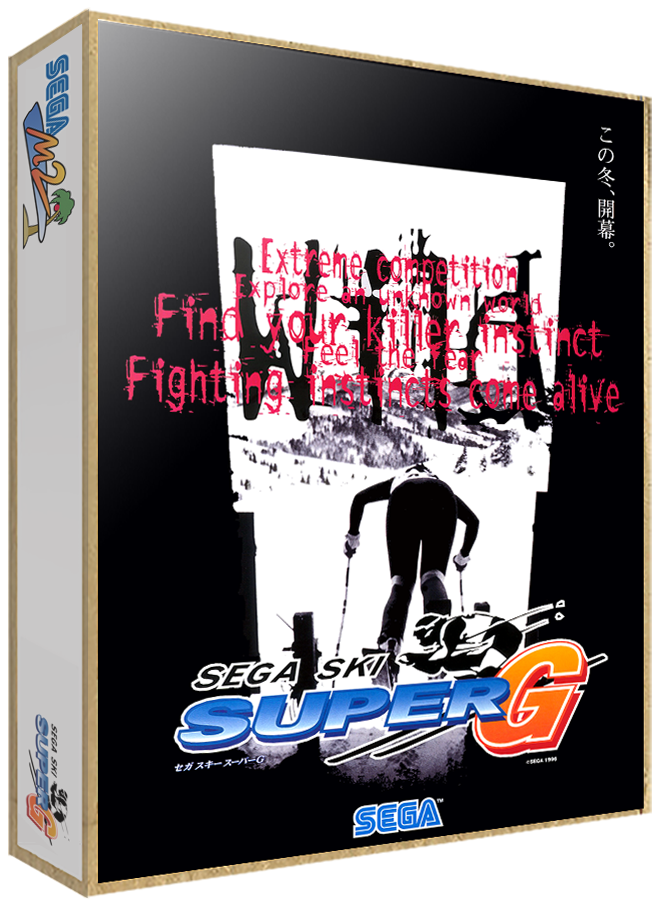 この冬、開幕。
WILD
Extreme competition
Explore an unknown world
Find your killer instinct
Feel the fear
Fighting instincts come alive
SEGA SKI
SUPER G
セガ スキー スーパーG
©SEGA 1996
SEGA™
SEGA
M2
SEGA SKI
SUPER G